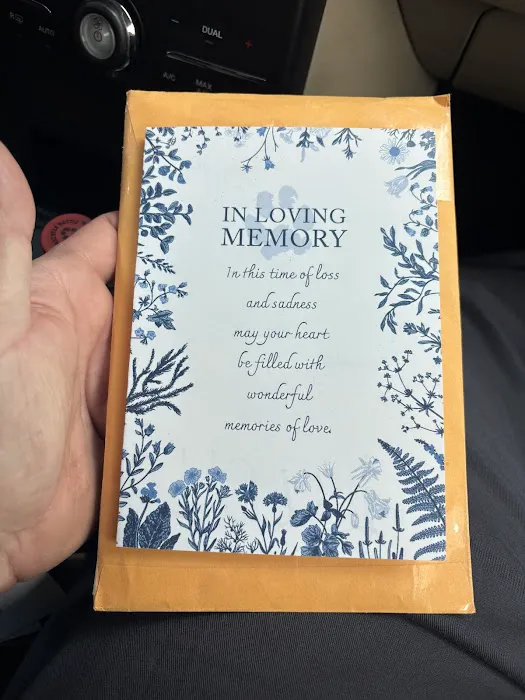 R
AUTO
DUAL
A/C
MAX
IN LOVING
MEMORY
In this time of loss
and sadness
may your heart
be filled with
wonderful
memories of love.